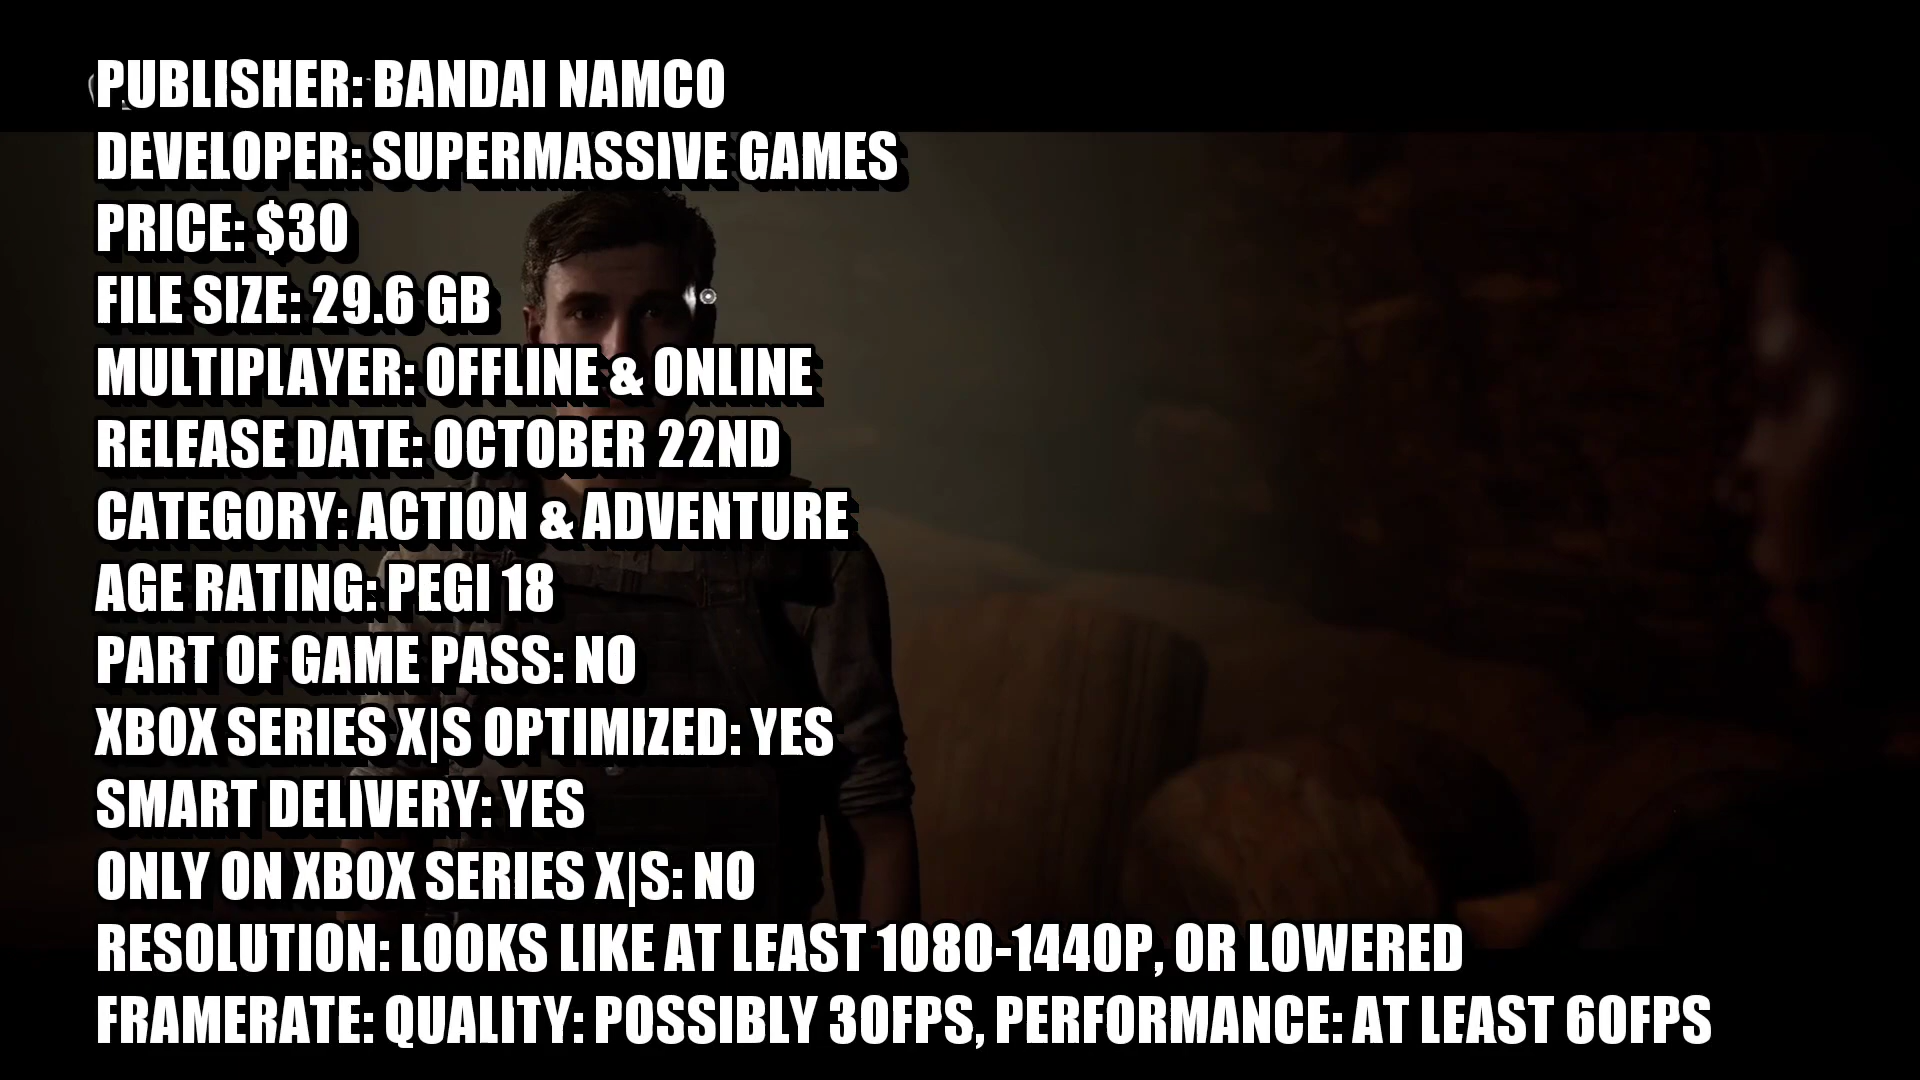 PUBLISHER: BANDAI NAMCO
DEVELOPER: SUPERMASSIVE GAMES
PRICE: $30
FILE SIZE: 29.6 GB
MULTIPLAYER: OFFLINE & ONLINE
RELEASE DATE: OCTOBER 22ND
CATEGORY: ACTION & ADVENTURE
AGE RATING: PEGI 18
PART OF GAME PASS: NO
XBOX SERIES X|S OPTIMIZED: YES
SMART DELIVERY: YES
ONLY ON XBOX SERIES X|S: NO
RESOLUTION: LOOKS LIKE AT LEAST 1080-1440P, OR LOWERED
FRAMERATE: QUALITY: POSSIBLY 30FPS, PERFORMANCE: AT LEAST 60FPS